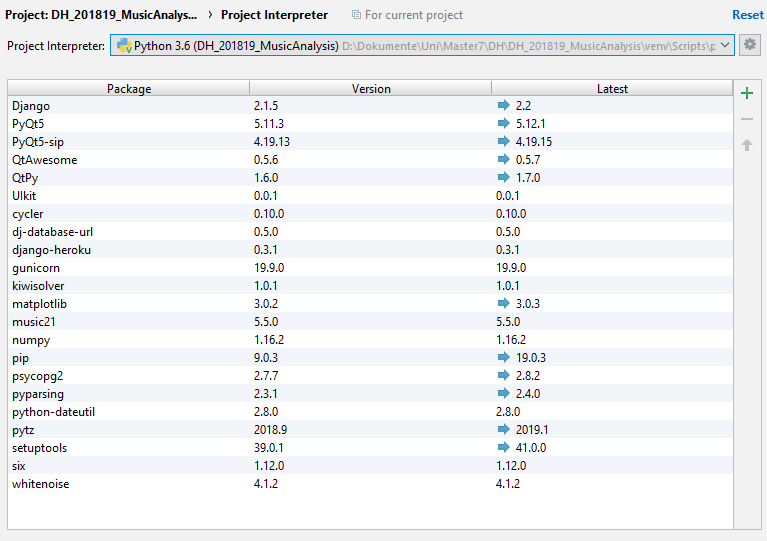 Project: DH_201819_MusicAnalys... › Project Interpreter For current project Reset
Project Interpreter: Python 3.6 (DH_201819_MusicAnalysis) D:\Dokumente\Uni\Master7\DH\DH_201819_MusicAnalysis\venv\Scripts\p
Package Version Latest
Django 2.1.5 2.2
PyQt5 5.11.3 5.12.1
PyQt5-sip 4.19.13 4.19.15
QtAwesome 0.5.6 0.5.7
QtPy 1.6.0 1.7.0
UIkit 0.0.1 0.0.1
cycler 0.10.0 0.10.0
dj-database-url 0.5.0 0.5.0
django-heroku 0.3.1 0.3.1
gunicorn 19.9.0 19.9.0
kiwisolver 1.0.1 1.0.1
matplotlib 3.0.2 3.0.3
music21 5.5.0 5.5.0
numpy 1.16.2 1.16.2
pip 9.0.3 19.0.3
psycopg2 2.7.7 2.8.2
pyparsing 2.3.1 2.4.0
python-dateutil 2.8.0 2.8.0
pytz 2018.9 2019.1
setuptools 39.0.1 41.0.0
six 1.12.0 1.12.0
whitenoise 4.1.2 4.1.2